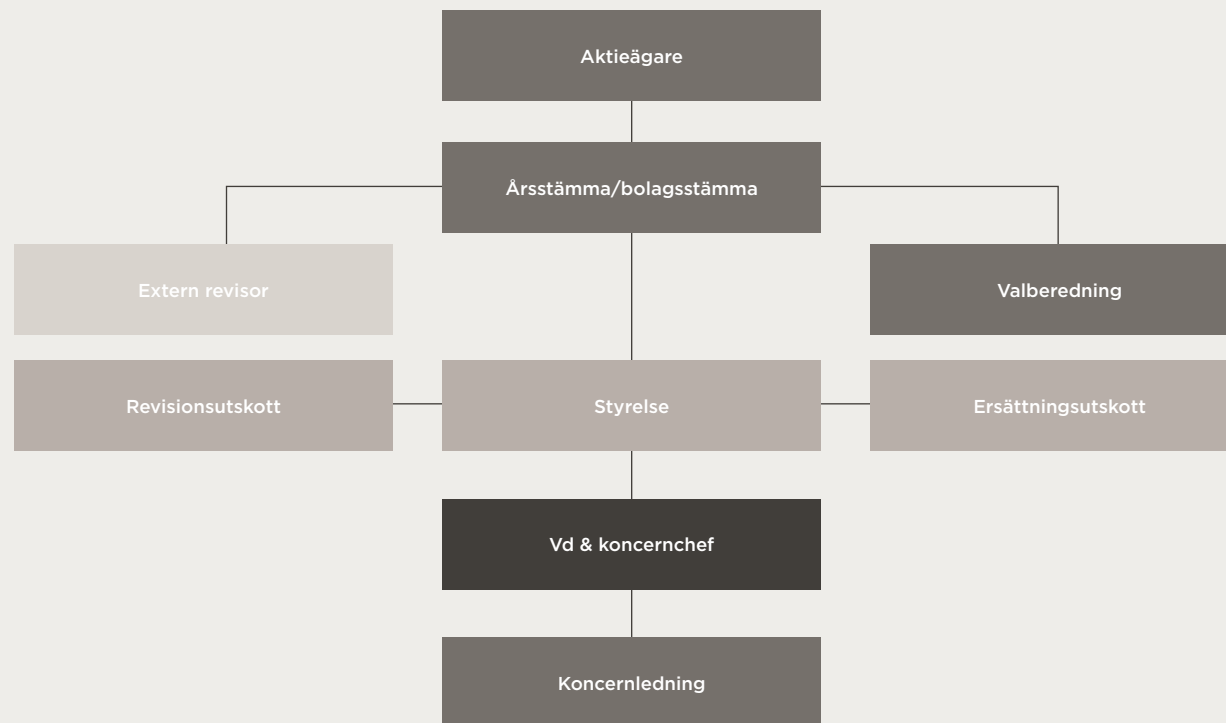 Aktieägare
Årsstämma/bolagsstämma
Extern revisor
Valberedning
Revisionsutskott
Styrelse
Ersättningsutskott
Vd & koncernchef
Koncernledning